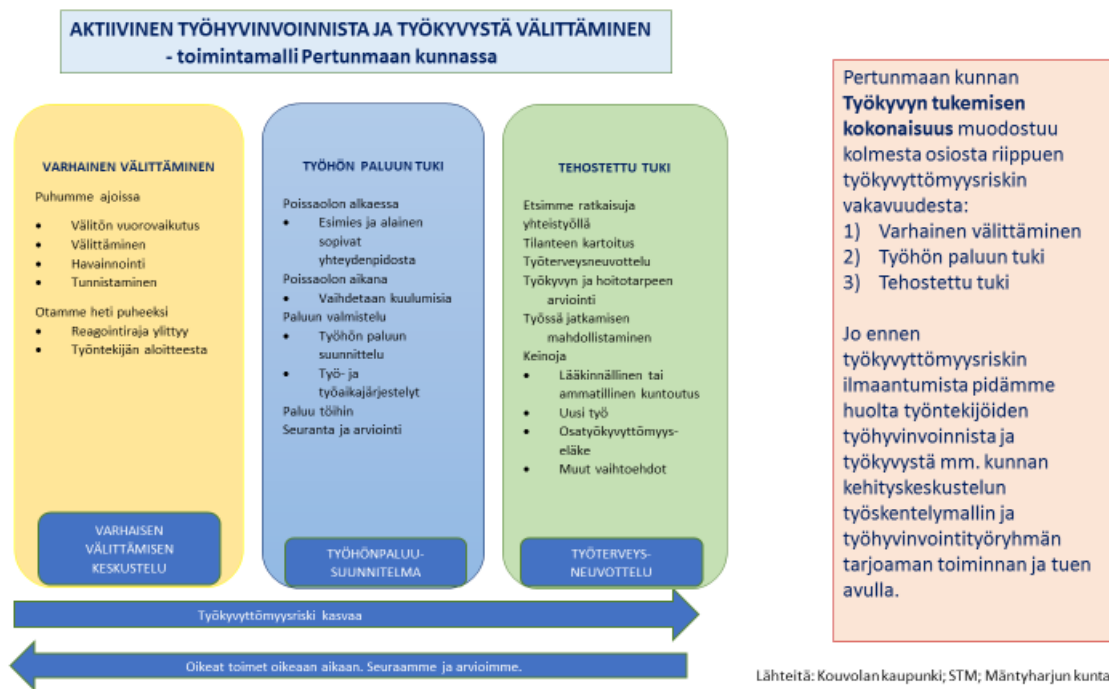 AKTIIVINEN TYÖHYVINVOINNISTA JA TYÖKYVYSTÄ VÄLITTÄMINEN
- toimintamalli Pertunmaan kunnassa
VARHAINEN VÄLITTÄMINEN
Puhumme ajoissa
• Välitön vuorovaikutus
• Välittäminen
• Havainnointi
• Tunnistaminen
Otamme heti puheeksi
• Reagointiraja ylittyy
• Työntekijän aloitteesta
VARHAISEN
VÄLITTÄMISEN
KESKUSTELU
TYÖHÖN PALUUN TUKI
Poissaolon alkaessa
• Esimies ja alainen
sopivat
yhteydenpidosta
Poissaolon aikana
• Vaihdetaan kuulumisia
Paluun valmistelu
• Työhön paluun
suunnittelu
• Työ- ja
työaikajärjestelyt
Paluu töihin
Seuranta ja arviointi
TYÖHÖNPALUU-
SUUNNITELMA
TEHOSTETTU TUKI
Etsimme ratkaisuja
yhteistyöllä
Tilanteen kartoitus
Työterveysneuvottelu
Työkyvyn ja hoitotarpeen
arviointi
Työssä jatkamisen
mahdollistaminen
Keinoja
• Lääkinnällinen tai
ammatillinen kuntoutus
• Uusi työ
• Osatyökyvyttömyys-
eläke
• Muut vaihtoehdot
TYÖTERVEYS-
NEUVOTTELU
Työkyvyttömyysriski kasvaa
Oikeat toimet oikeaan aikaan. Seuraamme ja arvioimme.
Pertunmaan kunnan
Työkyvyn tukemisen
kokonaisuus muodostuu
kolmesta osiosta riippuen
työkyvyttömyysriskin
vakavuudesta:
1) Varhainen välittäminen
2) Työhön paluun tuki
3) Tehostettu tuki
Jo ennen
työkyvyttömyysriskin
ilmaantumista pidämme
huolta työntekijöiden
työhyvinvoinnista ja
työkyvystä mm. kunnan
kehityskeskustelun
työskentelymallin ja
työhyvinvointityöryhmän
tarjoaman toiminnan ja tuen
avulla.
Lähteitä: Kouvolan kaupunki; STM; Mäntyharjun kunta